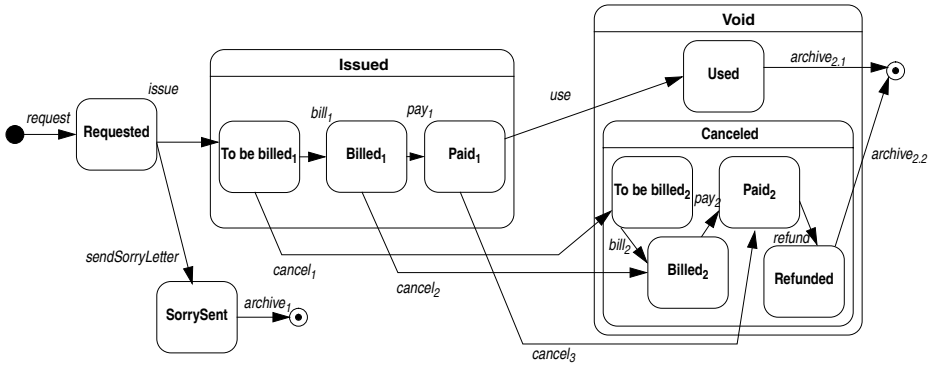 Void
Issued
Used
archive2.1
issue
use
request
Requested
bill1
pay1
To be billed1
Billed1
Paid1
Canceled
archive2.2
To be billed2
pay2
Paid2
bill2
refund
Billed2
Refunded
sendSorryLetter
cancel1
cancel2
SorrySent
archive1
cancel3